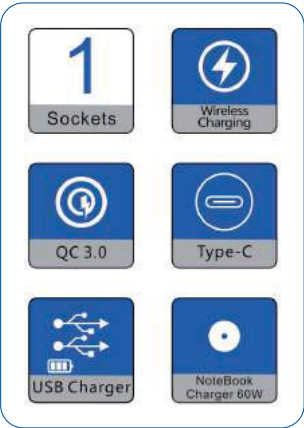 1
Sockets
Wireless
Charging
QC 3.0
Type-C
USB Charger
NoteBook
Charger 60W